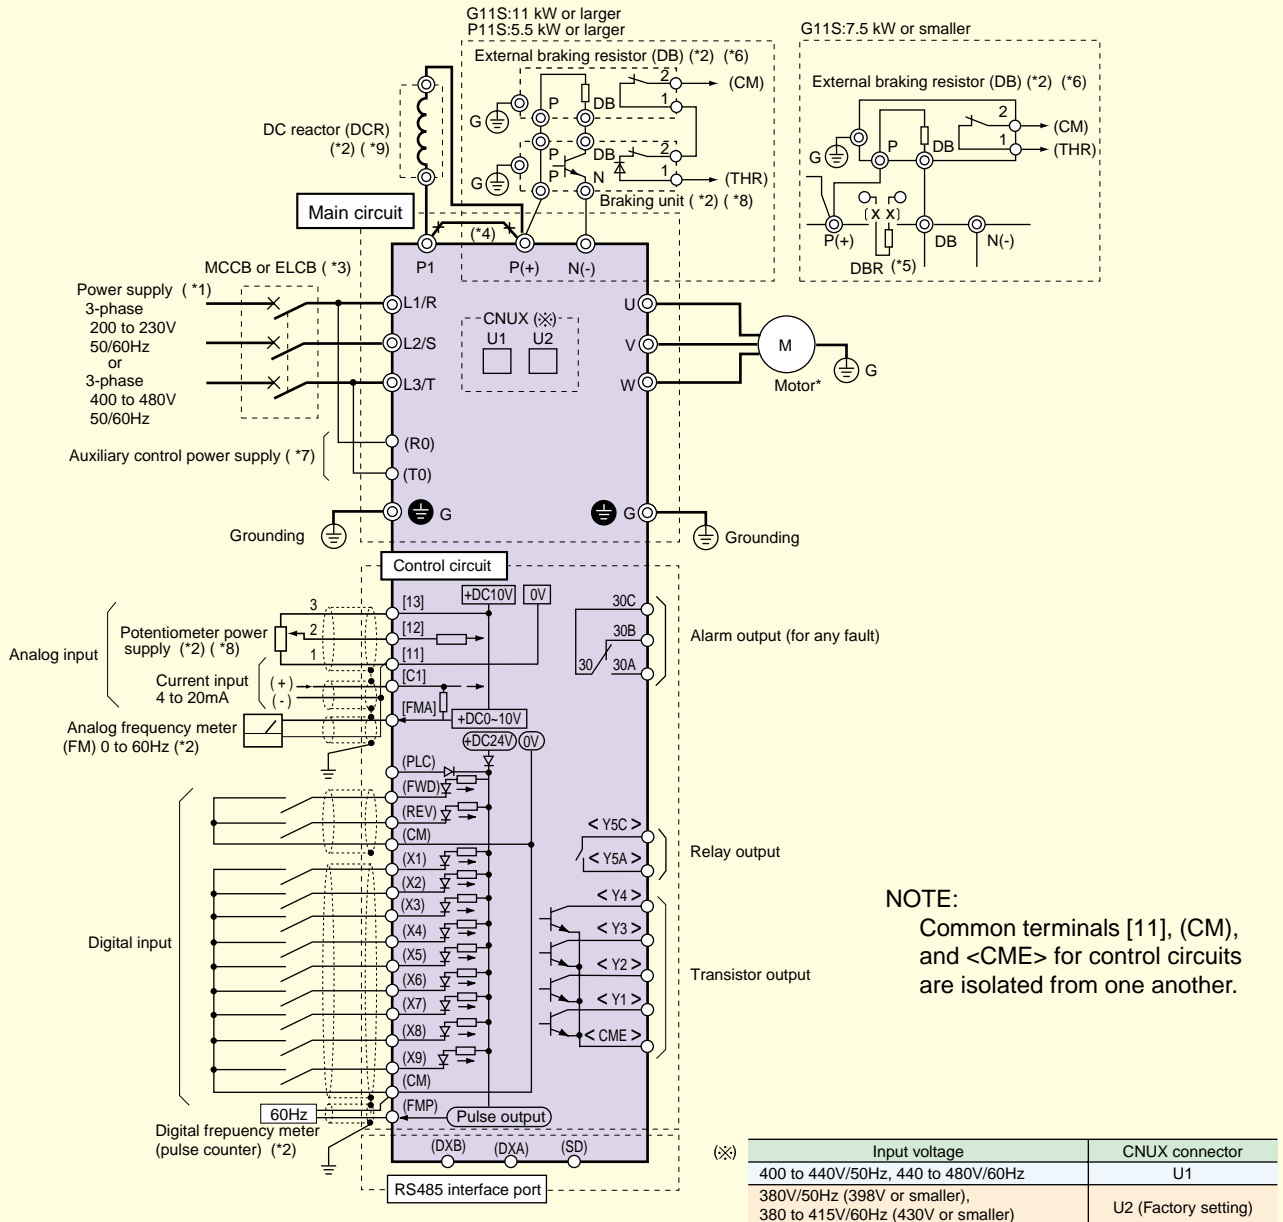 G11S:11 kW or larger
P11S:5.5 kW or larger
External braking resistor (DB) (*2) (*6)
2
(CM)
P
DB
1
G
P
DB
2
P
N
1
(THR)
G
Braking unit ( *2) (*8)
G11S:7.5 kW or smaller
External braking resistor (DB) (*2) (*6)
2
(CM)
1
(THR)
G
P
DB
( X X )
P(+)
DB
N(-)
DBR (*5)
DC reactor (DCR)
(*2) ( *9)
Main circuit
(*4)
P1
P(+)
N(-)
MCCB or ELCB ( *3)
Power supply ( *1)
3-phase
200 to 230V
50/60Hz
or
3-phase
400 to 480V
50/60Hz
L1/R
L2/S
L3/T
CNUX (※)
U1 U2
U
V
W
M
Motor*
G
Auxiliary control power supply ( *7)
(R0)
(T0)
G
G
Grounding
Grounding
Control circuit
Analog input
Potentiometer power
supply (*2) ( *8)
3
2
1
Current input
4 to 20mA
(+)
(-)
Analog frequency meter
(FM) 0 to 60Hz (*2)
[13]
[12]
[11]
[C1]
[FMA]
+DC10V
0V
+DC0~10V
+DC24V
0V
30C
30B
30
30A
Alarm output (for any fault)
(PLC)
(FWD)
(REV)
(CM)
(X1)
(X2)
(X3)
(X4)
(X5)
(X6)
(X7)
(X8)
(X9)
(CM)
(FMP)
Pulse output
Digital input
60Hz
Digital frepuency meter
(pulse counter) (*2)
< Y5C >
< Y5A >
Relay output
< Y4 >
< Y3 >
< Y2 >
< Y1 >
< CME >
Transistor output
(DXB)
(DXA)
(SD)
RS485 interface port
NOTE:
Common terminals [11], (CM),
and <CME> for control circuits
are isolated from one another.
(※)
Input voltage CNUX connector
400 to 440V/50Hz, 440 to 480V/60Hz U1
380V/50Hz (398V or smaller),
380 to 415V/60Hz (430V or smaller) U2 (Factory setting)